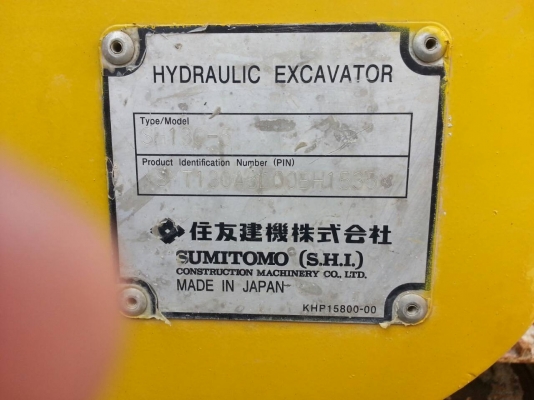 HYDRAULIC EXCAVATOR
Type/Model
Product Identification Number (PIN)
住友建機株式会社
SUMITOMO (S.H.I.)
CONSTRUCTION MACHINERY CO., LTD.
MADE IN JAPAN
KHP15800-00